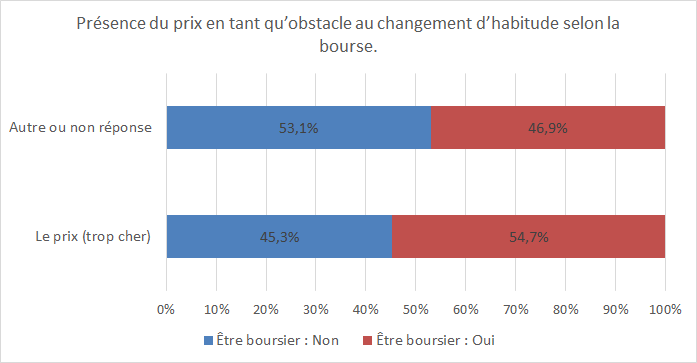 Présence du prix en tant qu’obstacle au changement d’habitude selon la
bourse.
Autre ou non réponse
53,1%
46,9%
Le prix (trop cher)
45,3%
54,7%
0% 10% 20% 30% 40% 50% 60% 70% 80% 90% 100%
Être boursier : Non Être boursier : Oui